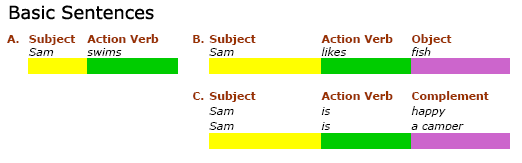 Basic Sentences
A. Subject Action Verb
Sam swims
B. Subject Action Verb Object
Sam likes fish
C. Subject Action Verb Complement
Sam is happy
Sam is a camper